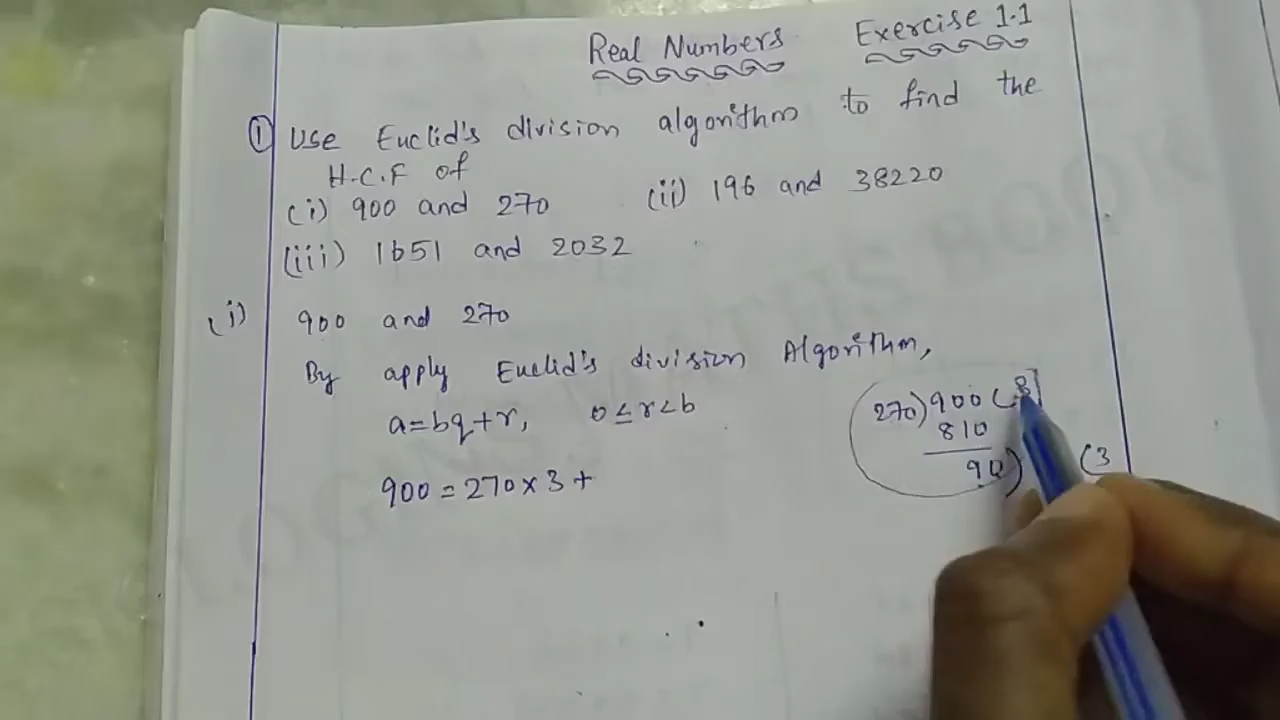 Real Numbers Exercise 1.1
① Use Euclid's division algorithm to find the
H.C.F of
(i) 900 and 270 (ii) 196 and 38220
(iii) 1651 and 2032
(i) 900 and 270
By apply Euclid's division Algorithm,
a=bq+r, 0≤r<b
270)900(3
810
90) (3
900=270×3+